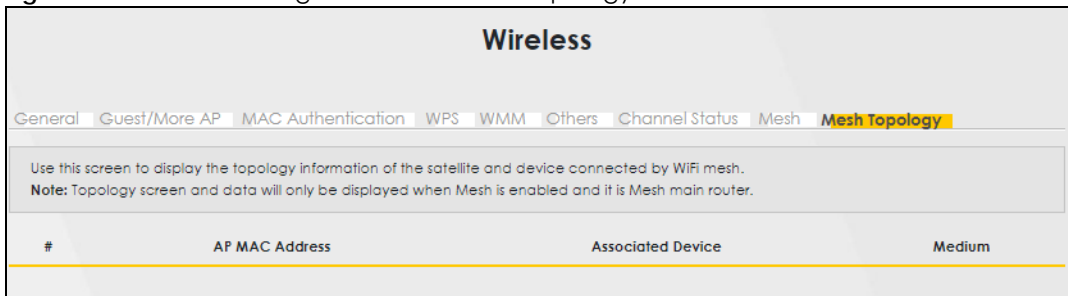 Wireless
General Guest/More AP MAC Authentication WPS WMM Others Channel Status Mesh Mesh Topology
Use this screen to display the topology information of the satellite and device connected by WiFi mesh.
Note: Topology screen and data will only be displayed when Mesh is enabled and it is Mesh main router.
# AP MAC Address Associated Device Medium